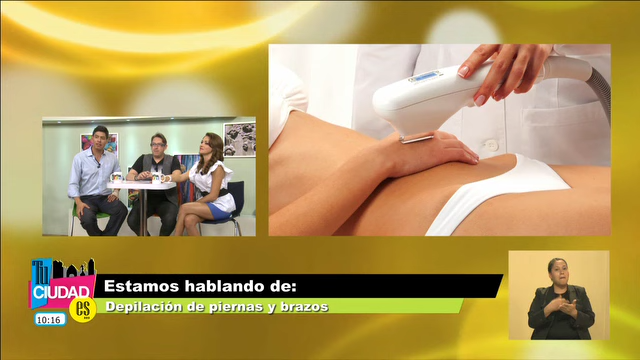 Estamos hablando de:
Depilación de piernas y brazos
Tu
CIUDAD
es
10:16